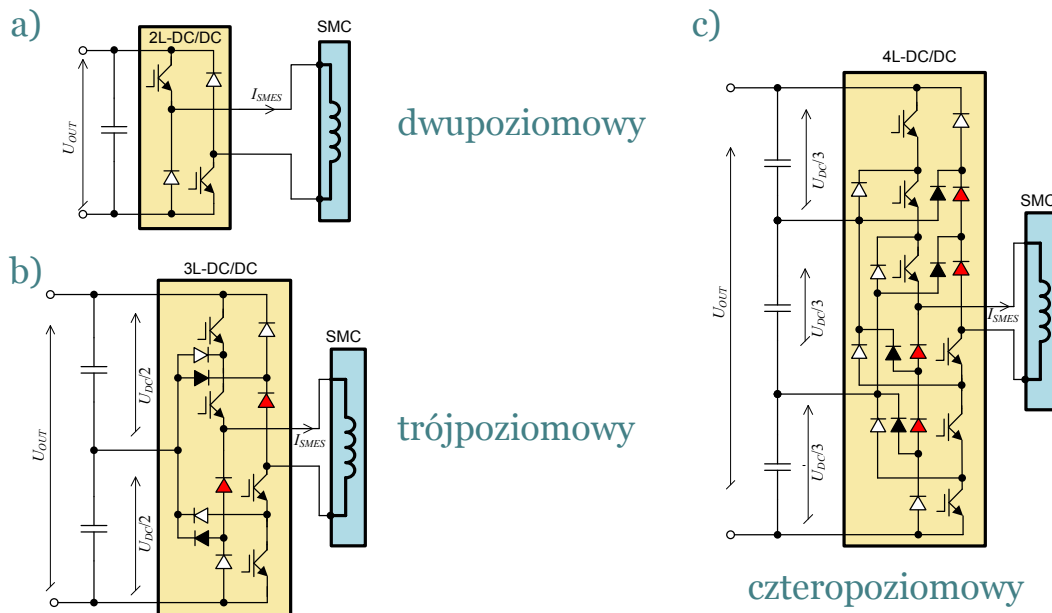 a)
2L-DC/DC
SMC
I_SMES
U_OUT
dwupoziomowy
b)
3L-DC/DC
SMC
U_DC/2
U_OUT
I_SMES
U_DC/2
trójpoziomowy
c)
4L-DC/DC
U_DC/3
SMC
U_OUT
U_DC/3
I_SMES
U_DC/3
czteropoziomowy